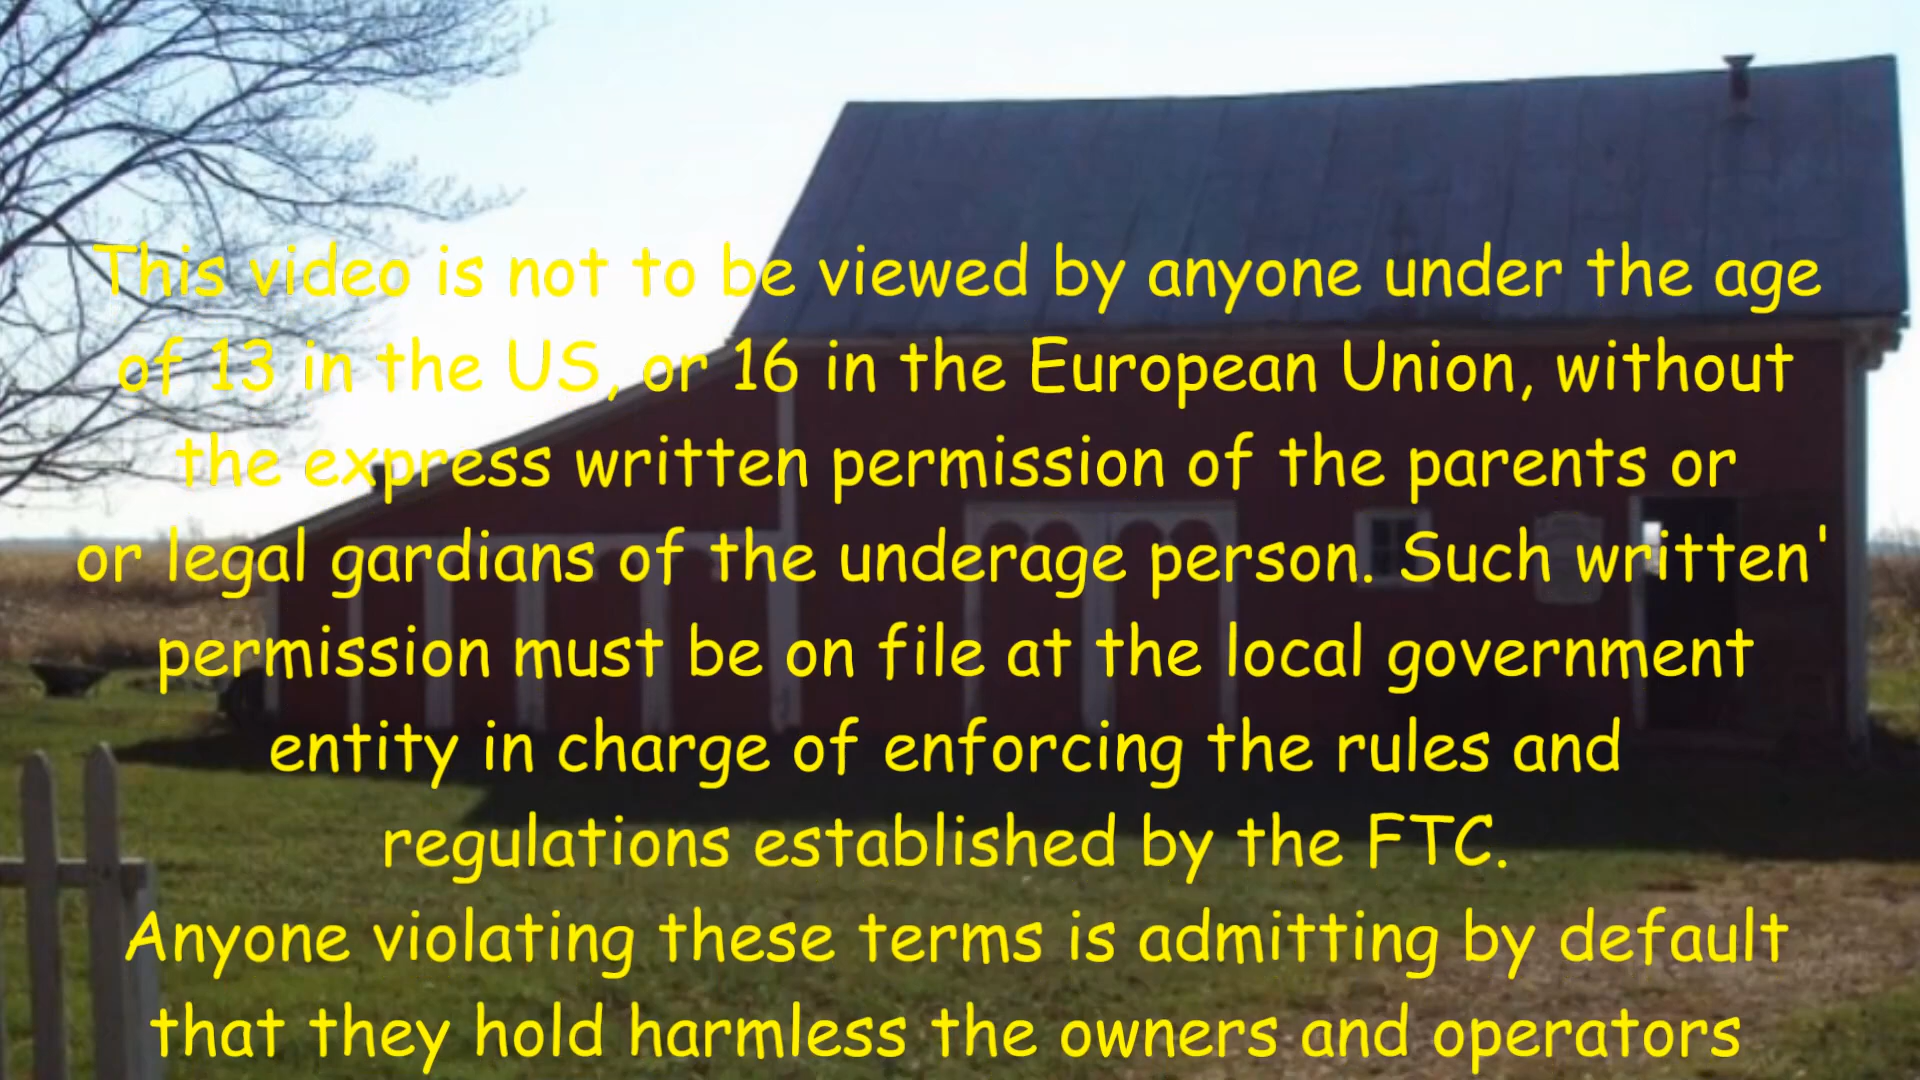 This video is not to be viewed by anyone under the age
of 13 in the US, or 16 in the European Union, without
the express written permission of the parents or
or legal gardians of the underage person. Such written'
permission must be on file at the local government
entity in charge of enforcing the rules and
regulations established by the FTC.
Anyone violating these terms is admitting by default
that they hold harmless the owners and operators